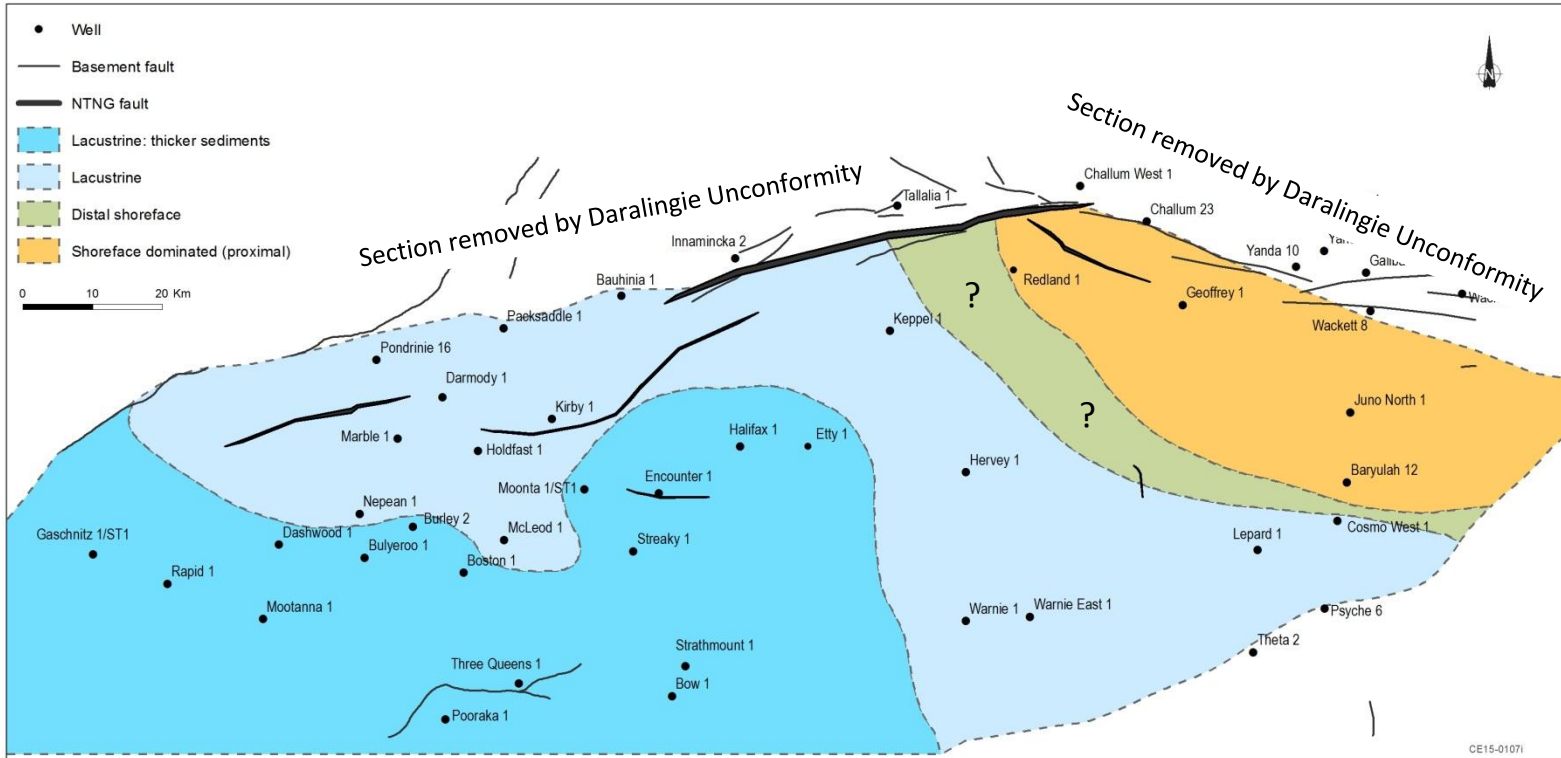 Well
Basement fault
NTNG fault
Lacustrine: thicker sediments
Lacustrine
Distal shoreface
Shoreface dominated (proximal)
0 10 20 Km
N
Section removed by Daralingie Unconformity
Section removed by Daralingie Unconformity
Challum West 1
Tallalia 1
Challum 23
Innamincka 2
Yanda 10
Bauhinia 1
Redland 1
?
Geoffrey 1
Wackett 8
Packsaddle 1
Keppel 1
Pondrinie 16
Darmody 1
Kirby 1
?
Juno North 1
Marble 1
Holdfast 1
Halifax 1
Etty 1
Hervey 1
Encounter 1
Baryulah 12
Moonta 1/ST1
Nepean 1
Burley 2
McLeod 1
Cosmo West 1
Gaschnitz 1/ST1
Dashwood 1
Bulyeroo 1
Streaky 1
Lepard 1
Rapid 1
Boston 1
Mootanna 1
Warnie 1
Warnie East 1
Psyche 6
Theta 2
Strathmount 1
Three Queens 1
Bow 1
Pooraka 1
CE15-0107i